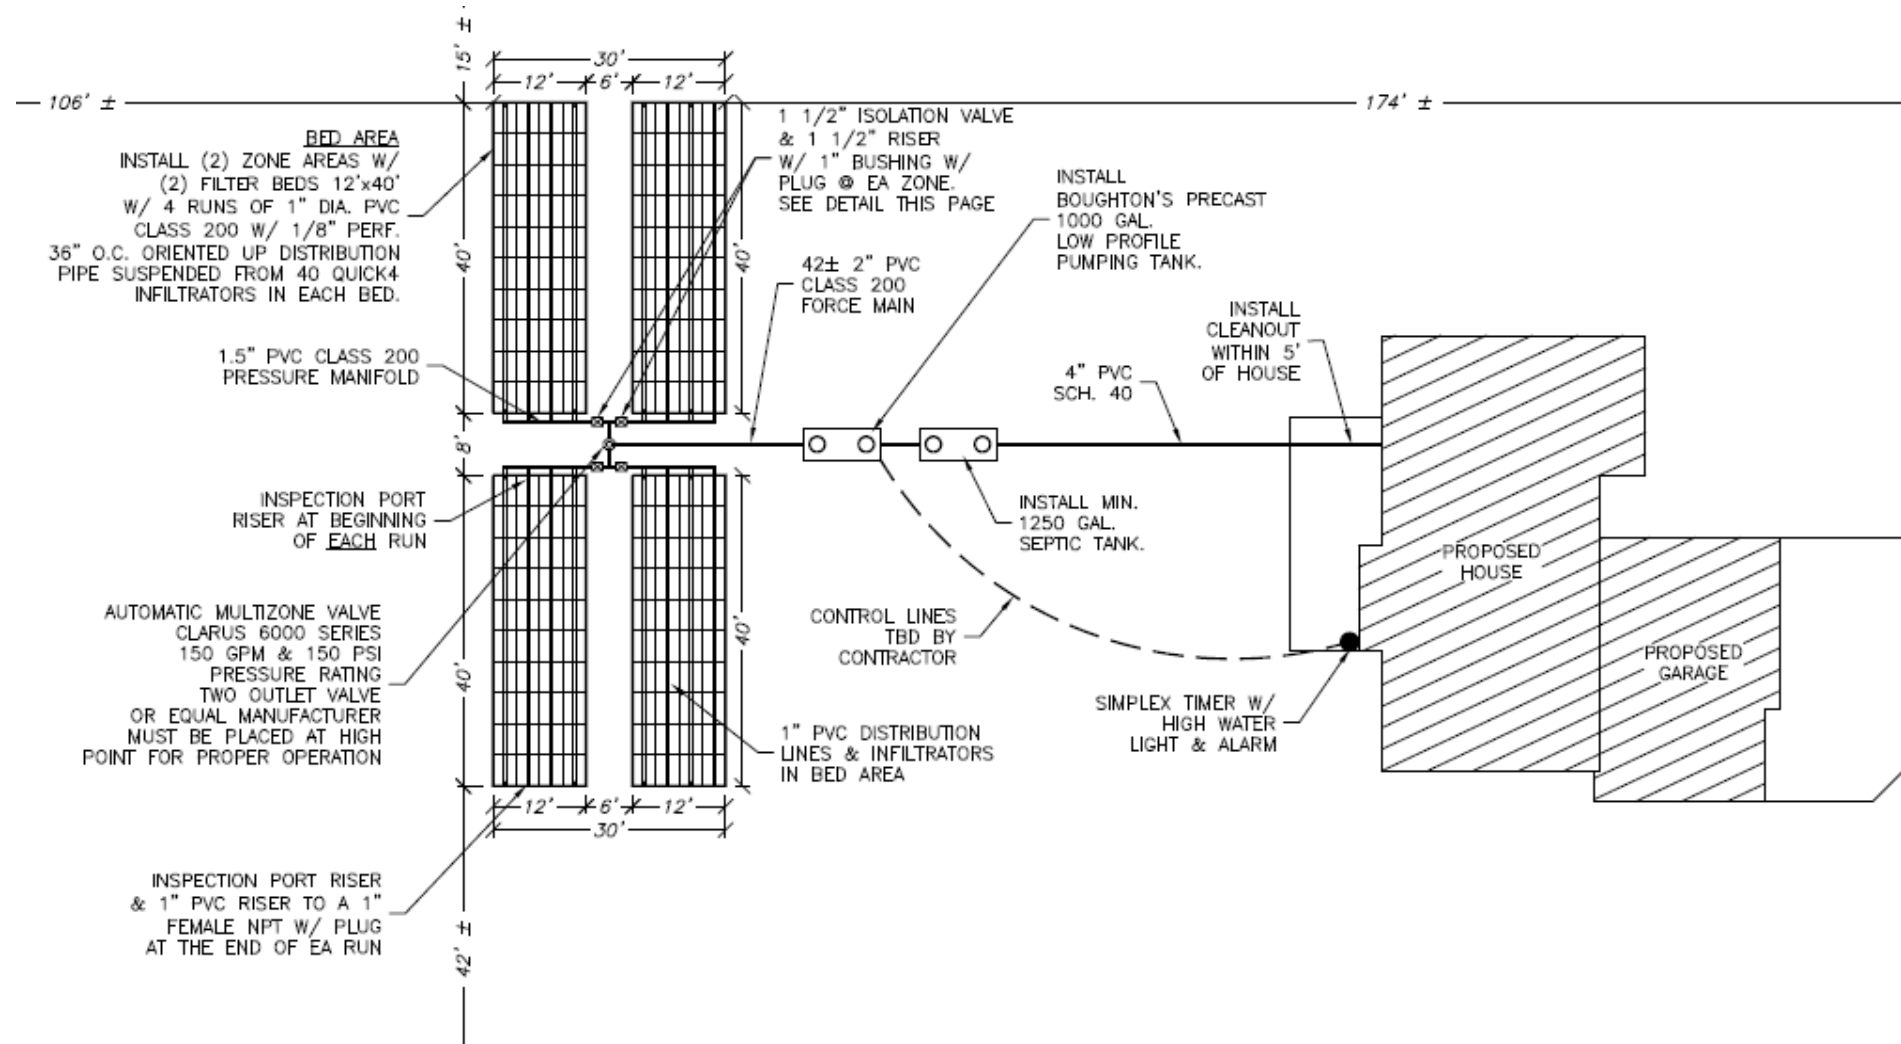 15' ±
30'
12'
6'
12'
106' ±
174' ±
BED AREA
INSTALL (2) ZONE AREAS W/
(2) FILTER BEDS 12'x40'
W/ 4 RUNS OF 1" DIA. PVC
CLASS 200 W/ 1/8" PERF.
36" O.C. ORIENTED UP DISTRIBUTION
PIPE SUSPENDED FROM 40 QUICK4
INFILTRATORS IN EACH BED.
1 1/2" ISOLATION VALVE
& 1 1/2" RISER
W/ 1" BUSHING W/
PLUG @ EA ZONE.
SEE DETAIL THIS PAGE
INSTALL
BOUGHTON'S PRECAST
1000 GAL.
LOW PROFILE
PUMPING TANK.
40'
40'
42± 2" PVC
CLASS 200
FORCE MAIN
INSTALL
CLEANOUT
WITHIN 5'
OF HOUSE
1.5" PVC CLASS 200
PRESSURE MANIFOLD
4" PVC
SCH. 40
8'
INSPECTION PORT
RISER AT BEGINNING
OF EACH RUN
INSTALL MIN.
1250 GAL.
SEPTIC TANK.
PROPOSED
HOUSE
AUTOMATIC MULTIZONE VALVE
CLARUS 6000 SERIES
150 GPM & 150 PSI
PRESSURE RATING
TWO OUTLET VALVE
OR EQUAL MANUFACTURER
MUST BE PLACED AT HIGH
POINT FOR PROPER OPERATION
40'
40'
CONTROL LINES
TBD BY
CONTRACTOR
PROPOSED
GARAGE
SIMPLEX TIMER W/
HIGH WATER
LIGHT & ALARM
1" PVC DISTRIBUTION
LINES & INFILTRATORS
IN BED AREA
12'
6'
12'
30'
INSPECTION PORT RISER
& 1" PVC RISER TO A 1"
FEMALE NPT W/ PLUG
AT THE END OF EA RUN
42' ±